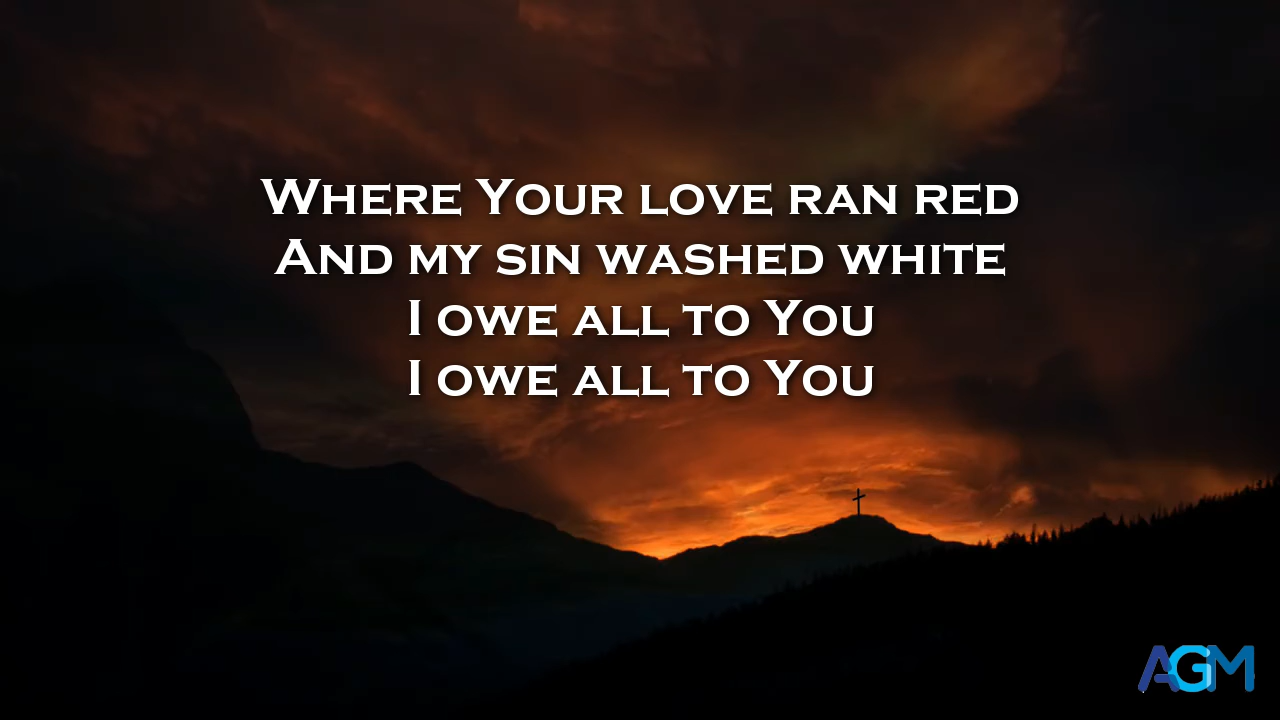 Where Your love ran red
And my sin washed white
I owe all to You
I owe all to You
AGM